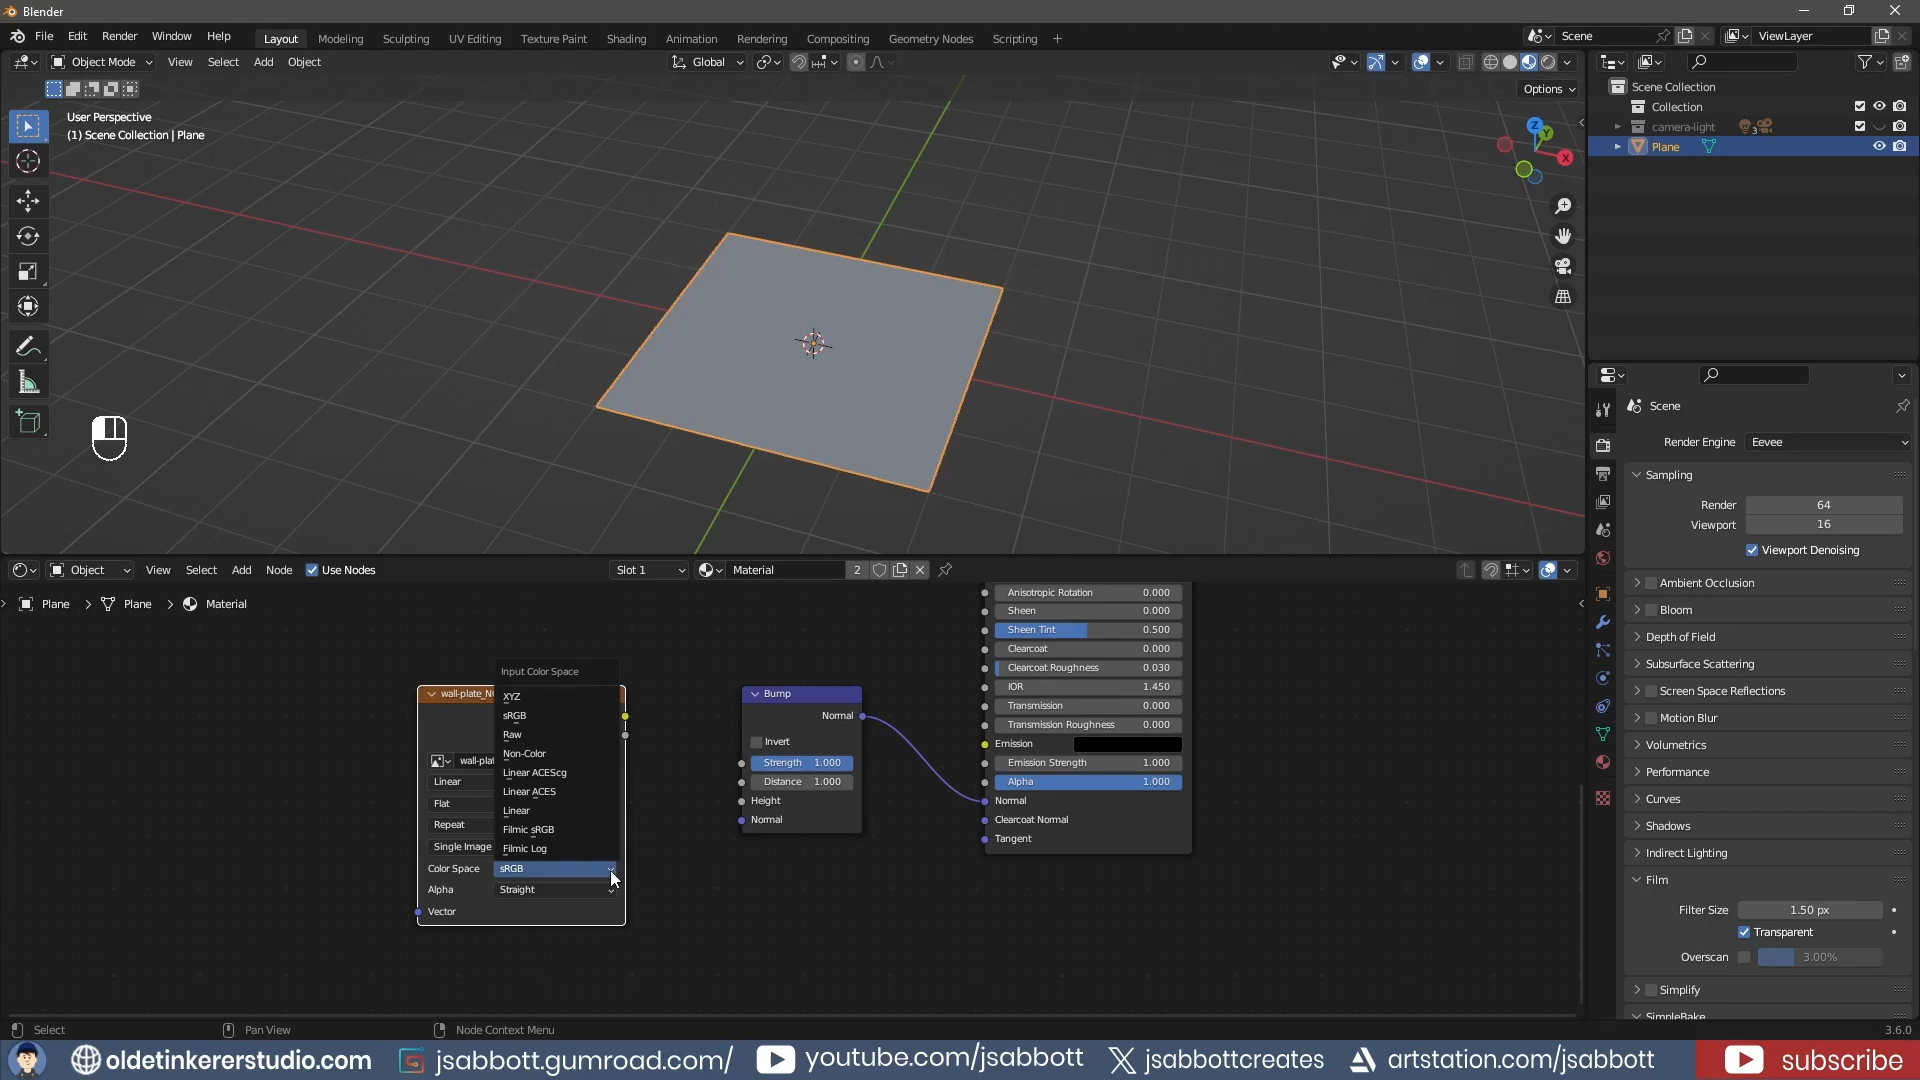 Blender
File Edit Render Window Help
Layout Modeling Sculpting UV Editing Texture Paint Shading Animation Rendering Compositing Geometry Nodes Scripting +
Scene
ViewLayer
Object Mode View Select Add Object
Global
Options
User Perspective
(1) Scene Collection | Plane
Z
Y
X
Scene Collection
Collection
camera-light 3
Plane
Scene
Render Engine Eevee
Sampling
Render 64
Viewport 16
Viewport Denoising
Ambient Occlusion
Bloom
Depth of Field
Subsurface Scattering
Screen Space Reflections
Motion Blur
Volumetrics
Performance
Curves
Shadows
Indirect Lighting
Film
Filter Size 1.50 px
Transparent
Overscan 3.00%
Simplify
SimpleBake
Object View Select Add Node Use Nodes
Slot 1
Material 2
Plane > Plane > Material
wall-plate_NO
wall-plat
Linear
Flat
Repeat
Single Image
Color Space sRGB
Alpha Straight
Vector
Input Color Space
XYZ
sRGB
Raw
Non-Color
Linear ACEScg
Linear ACES
Linear
Filmic sRGB
Filmic Log
Bump
Normal
Invert
Strength 1.000
Distance 1.000
Height
Normal
Anisotropic Rotation 0.000
Sheen 0.000
Sheen Tint 0.500
Clearcoat 0.000
Clearcoat Roughness 0.030
IOR 1.450
Transmission 0.000
Transmission Roughness 0.000
Emission
Emission Strength 1.000
Alpha 1.000
Normal
Clearcoat Normal
Tangent
Select
Pan View
Node Context Menu
3.6.0
oldetinkererstudio.com jsabbott.gumroad.com/ youtube.com/jsabbott jsabbottcreates artstation.com/jsabbott subscribe